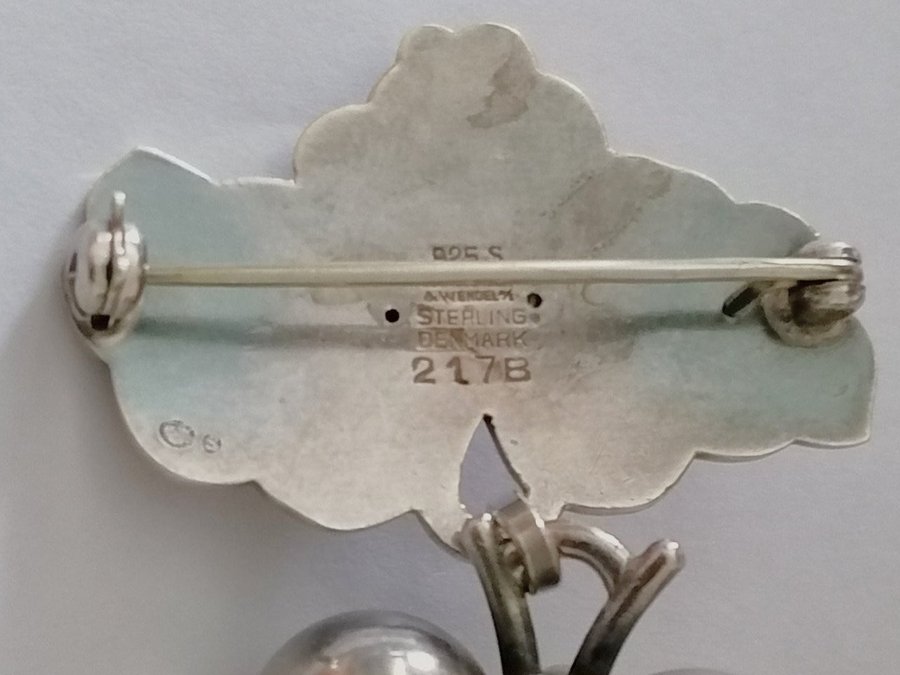 925 S
& WENDEL A/S
STERLING
DENMARK
217B